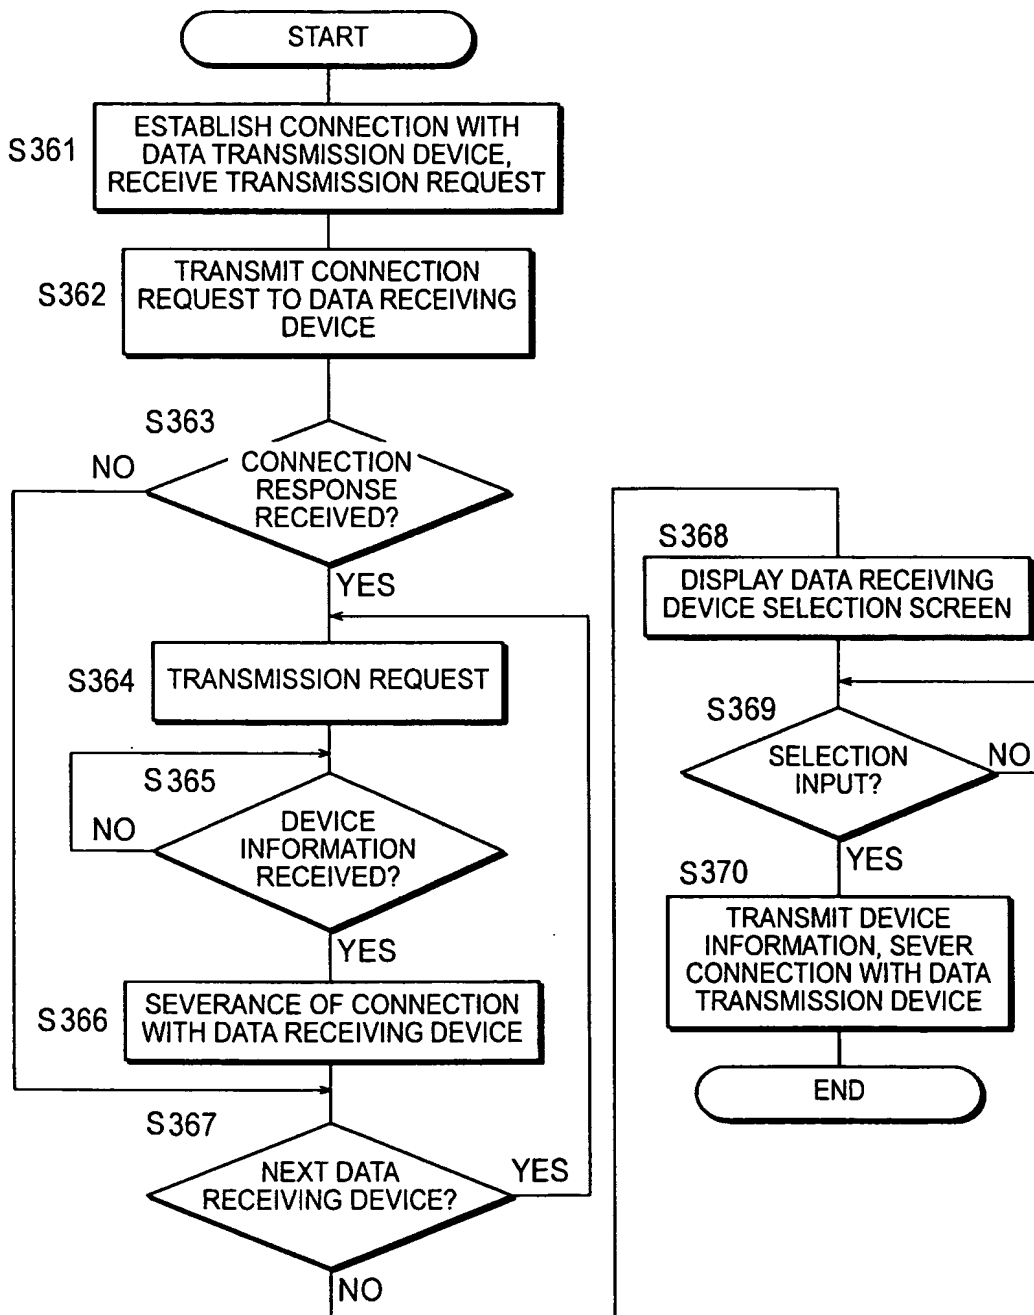 START
S361
ESTABLISH CONNECTION WITH
DATA TRANSMISSION DEVICE,
RECEIVE TRANSMISSION REQUEST
S362
TRANSMIT CONNECTION
REQUEST TO DATA RECEIVING
DEVICE
S363
NO
CONNECTION
RESPONSE
RECEIVED?
YES
S364
TRANSMISSION REQUEST
S365
NO
DEVICE
INFORMATION
RECEIVED?
YES
S366
SEVERANCE OF CONNECTION
WITH DATA RECEIVING DEVICE
S367
NEXT DATA
RECEIVING DEVICE?
YES
NO
S368
DISPLAY DATA RECEIVING
DEVICE SELECTION SCREEN
S369
SELECTION
INPUT?
NO
YES
S370
TRANSMIT DEVICE
INFORMATION, SEVER
CONNECTION WITH DATA
TRANSMISSION DEVICE
END